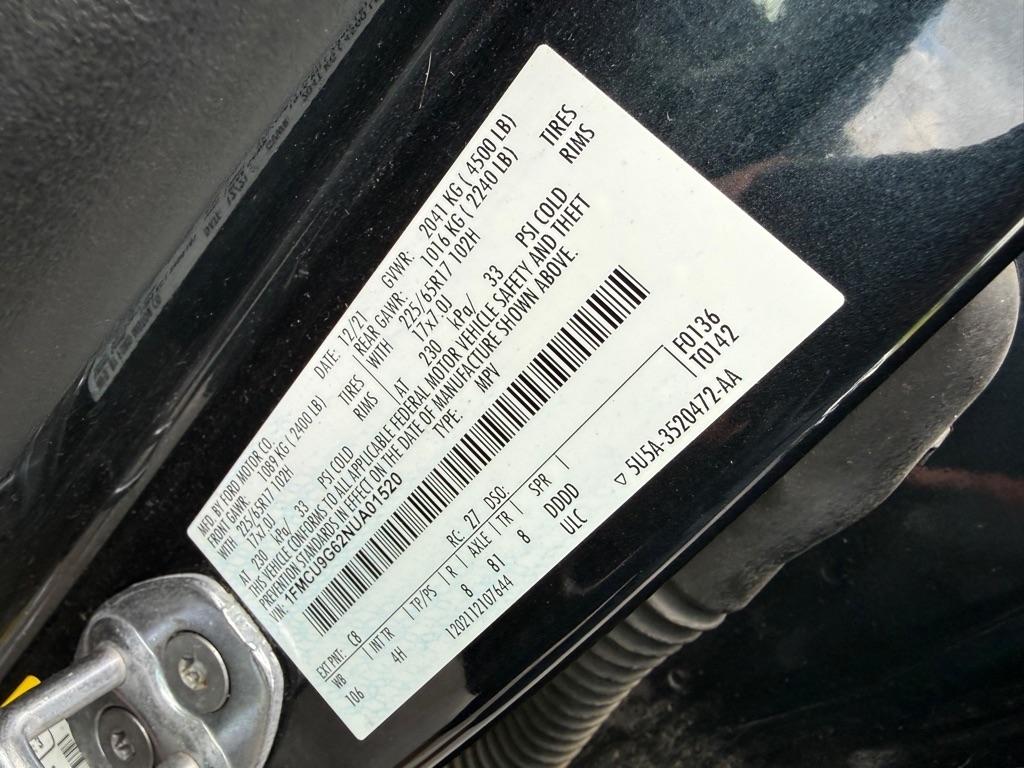 MFD. BY FORD MOTOR CO. DATE: 12/21 GVWR: 2041 KG ( 4500 LB)
FRONT GAWR: 1089 KG ( 2400 LB) REAR GAWR: 1016 KG ( 2240 LB)
WITH 225/65R17 102H TIRES WITH 225/65R17 102H TIRES
17x7.0J RIMS 17x7.0J RIMS
AT 230 kPa/ 33 PSI COLD AT 230 kPa/ 33 PSI COLD
THIS VEHICLE CONFORMS TO ALL APPLICABLE FEDERAL MOTOR VEHICLE SAFETY AND THEFT
PREVENTION STANDARDS IN EFFECT ON THE DATE OF MANUFACTURE SHOWN ABOVE.
VIN: 1FMCU9G62NUA01520 TYPE: MPV
F0136
T0142
EXT PNT: C8 RC: 27 DSO:
WB INT TR TP/PS R AXLE TR SPR
106 4H 8 81 8 DDDD
1202112107644 ULC
▽ 5U5A-3520472-AA